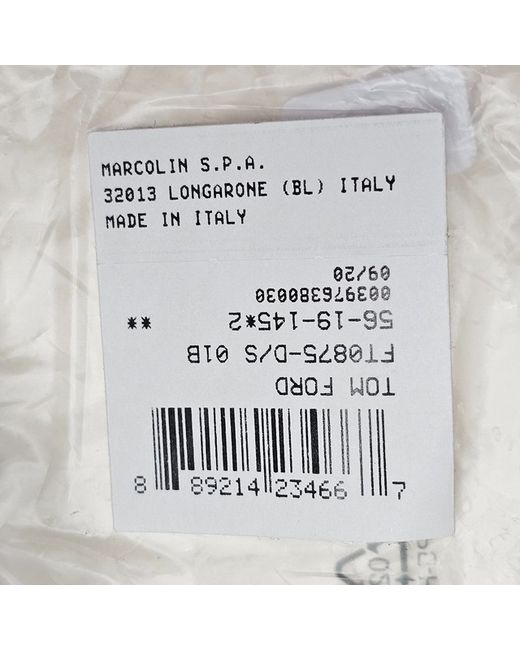 MARCOLIN S.P.A.
32013 LONGARONE (BL) ITALY
MADE IN ITALY
TOM FORD
FT0875-D/S 01B
56-19-145*2 **
003976380030
09/20
8 89214 23466 7